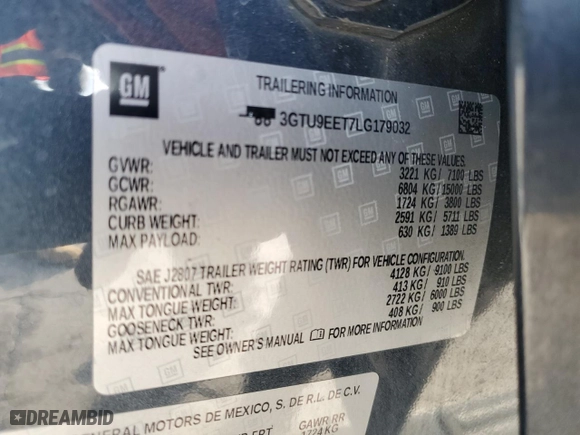 GM
TRAILERING INFORMATION
3GTU9EET7LG179032
VEHICLE AND TRAILER MUST NOT EXCEED ANY OF THESE VALUES.
GVWR: 3221 KG/ 7100 LBS
GCWR: 6804 KG/15000 LBS
RGAWR: 1724 KG/ 3800 LBS
CURB WEIGHT: 2591 KG/ 5711 LBS
MAX PAYLOAD: 630 KG/ 1389 LBS
SAE J2807 TRAILER WEIGHT RATING (TWR) FOR VEHICLE CONFIGURATION.
CONVENTIONAL TWR: 4128 KG/ 9100 LBS
MAX TONGUE WEIGHT: 413 KG/ 910 LBS
GOOSENECK TWR: 2722 KG/ 6000 LBS
MAX TONGUE WEIGHT: 408 KG/ 900 LBS
SEE OWNER'S MANUAL FOR MORE INFORMATION
GENERAL MOTORS DE MEXICO, S. DE R.L. DE C.V.
FRT GAWR RR
1724 KG
DREAMBID